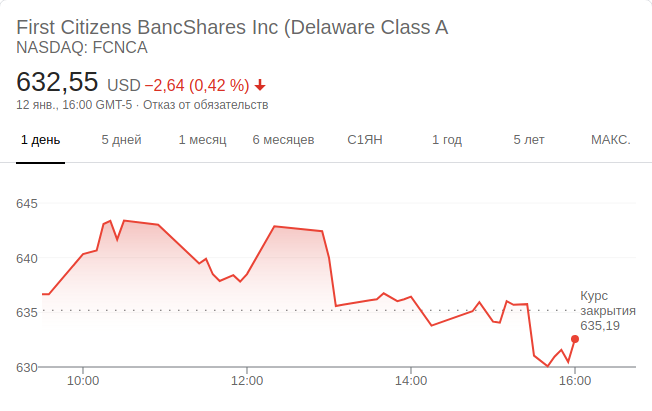 First Citizens BancShares Inc (Delaware Class A
NASDAQ: FCNCA
632,55 USD −2,64 (0,42 %)
12 янв., 16:00 GMT-5 · Отказ от обязательств
1 день 5 дней 1 месяц 6 месяцев С1ЯН 1 год 5 лет МАКС.
645
640
635
630
Курс
закрытия
635,19
10:00 12:00 14:00 16:00